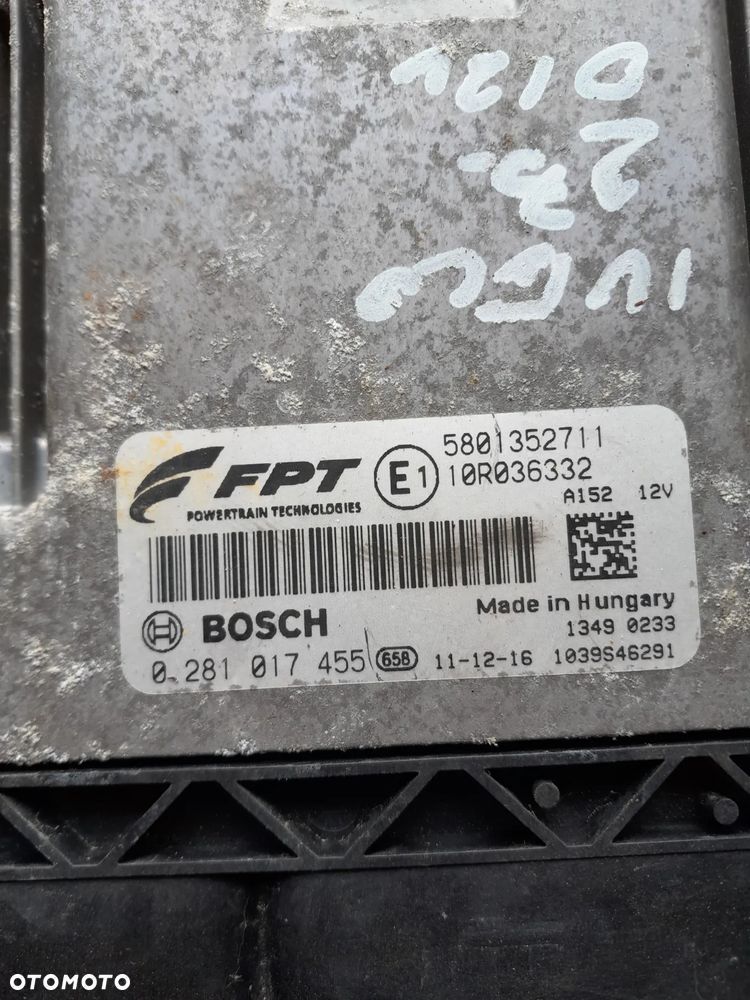 IVECO
2.3-
012U
FPT
POWERTRAIN TECHNOLOGIES
E1
5801352711
10R036332
A152 12V
Made in Hungary
BOSCH
1349 0233
0 281 017 455 658 11-12-16 1039S46291
OTOMOTO